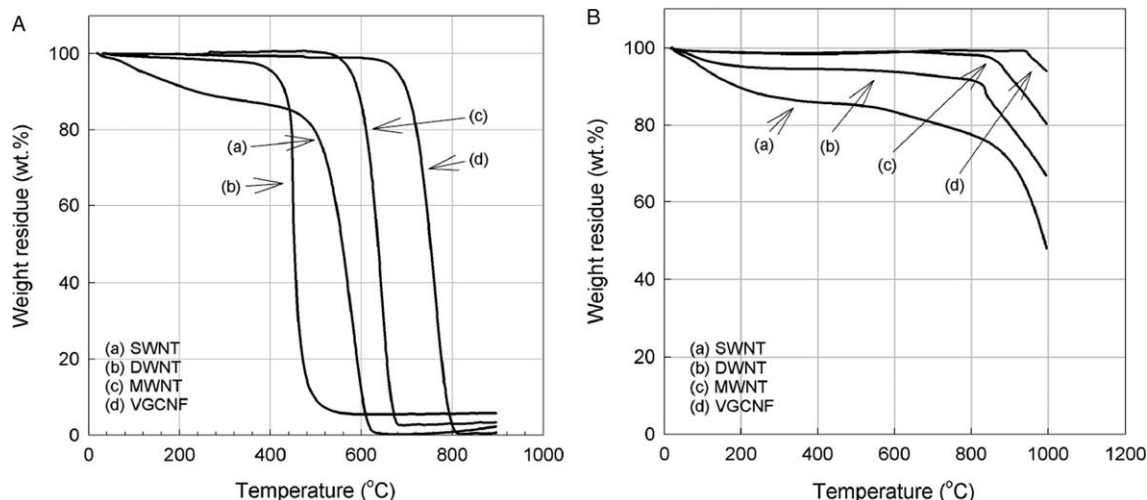 A
Weight residue (wt.%)
100
80
60
40
20
0
(a)
(b)
(c)
(d)
(a) SWNT
(b) DWNT
(c) MWNT
(d) VGCNF
0 200 400 600 800 1000
Temperature (°C)
B
Weight residue (wt.%)
100
80
60
40
20
0
(a)
(b)
(c)
(d)
(a) SWNT
(b) DWNT
(c) MWNT
(d) VGCNF
0 200 400 600 800 1000 1200
Temperature (°C)